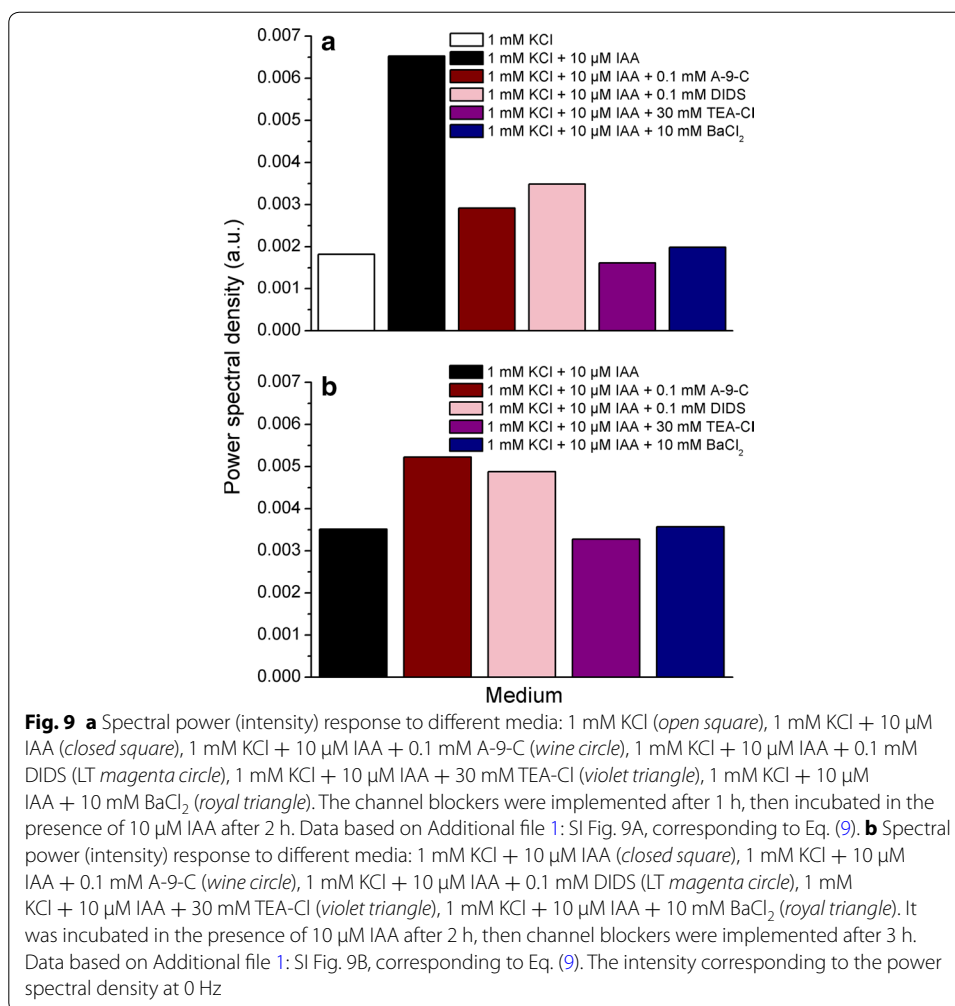 a
0.007
0.006
0.005
0.004
0.003
0.002
0.001
0.000
1 mM KCl
1 mM KCl + 10 µM IAA
1 mM KCl + 10 µM IAA + 0.1 mM A-9-C
1 mM KCl + 10 µM IAA + 0.1 mM DIDS
1 mM KCl + 10 µM IAA + 30 mM TEA-Cl
1 mM KCl + 10 µM IAA + 10 mM BaCl₂
Power spectral density (a.u.)
b
0.007
0.006
0.005
0.004
0.003
0.002
0.001
0.000
1 mM KCl + 10 µM IAA
1 mM KCl + 10 µM IAA + 0.1 mM A-9-C
1 mM KCl + 10 µM IAA + 0.1 mM DIDS
1 mM KCl + 10 µM IAA + 30 mM TEA-Cl
1 mM KCl + 10 µM IAA + 10 mM BaCl₂
Medium
Fig. 9 a Spectral power (intensity) response to different media: 1 mM KCl (open square), 1 mM KCl + 10 µM
IAA (closed square), 1 mM KCl + 10 µM IAA + 0.1 mM A-9-C (wine circle), 1 mM KCl + 10 µM IAA + 0.1 mM
DIDS (LT magenta circle), 1 mM KCl + 10 µM IAA + 30 mM TEA-Cl (violet triangle), 1 mM KCl + 10 µM
IAA + 10 mM BaCl₂ (royal triangle). The channel blockers were implemented after 1 h, then incubated in the
presence of 10 µM IAA after 2 h. Data based on Additional file 1: SI Fig. 9A, corresponding to Eq. (9). b Spectral
power (intensity) response to different media: 1 mM KCl + 10 µM IAA (closed square), 1 mM KCl + 10 µM
IAA + 0.1 mM A-9-C (wine circle), 1 mM KCl + 10 µM IAA + 0.1 mM DIDS (LT magenta circle), 1 mM
KCl + 10 µM IAA + 30 mM TEA-Cl (violet triangle), 1 mM KCl + 10 µM IAA + 10 mM BaCl₂ (royal triangle). It
was incubated in the presence of 10 µM IAA after 2 h, then channel blockers were implemented after 3 h.
Data based on Additional file 1: SI Fig. 9B, corresponding to Eq. (9). The intensity corresponding to the power
spectral density at 0 Hz